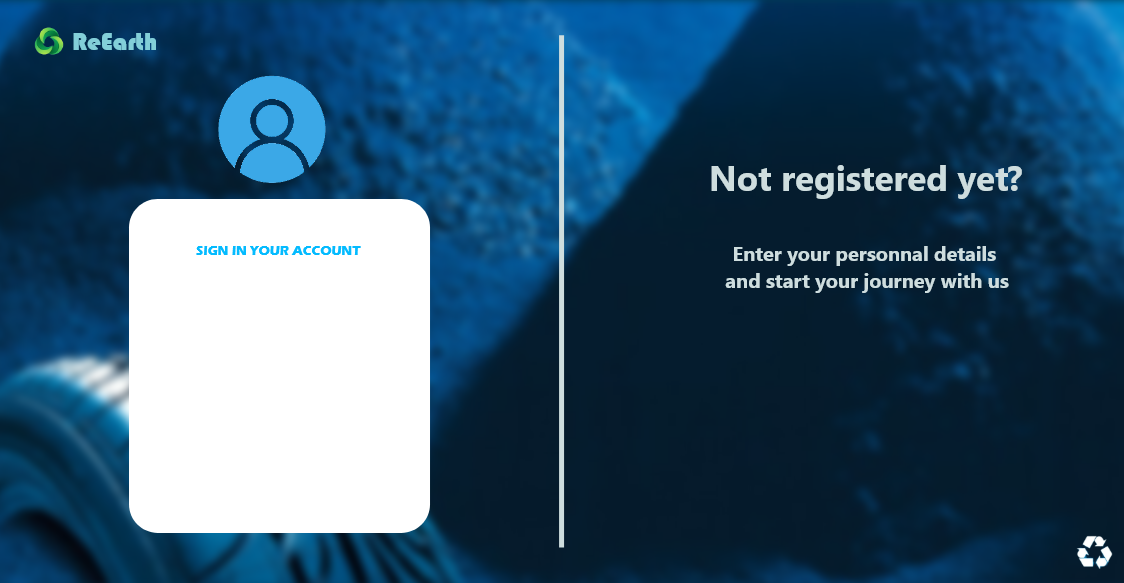 ReEarth
SIGN IN YOUR ACCOUNT
Not registered yet?
Enter your personnal details
and start your journey with us